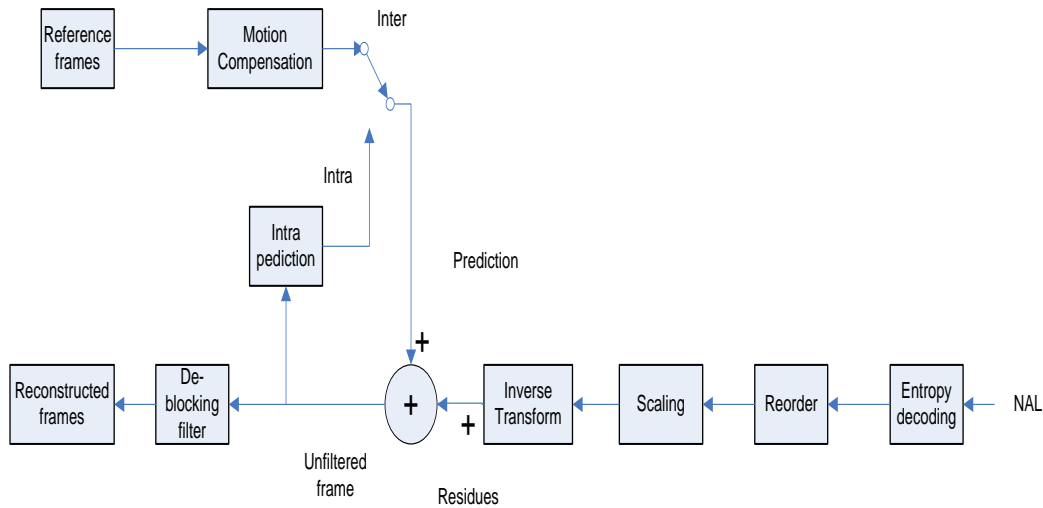 Inter
Reference
frames
Motion
Compensation
Intra
Intra
pediction
Prediction
+
Reconstructed
frames
De-
blocking
filter
+
+
Inverse
Transform
Scaling
Reorder
Entropy
decoding
NAL
Unfiltered
frame
Residues